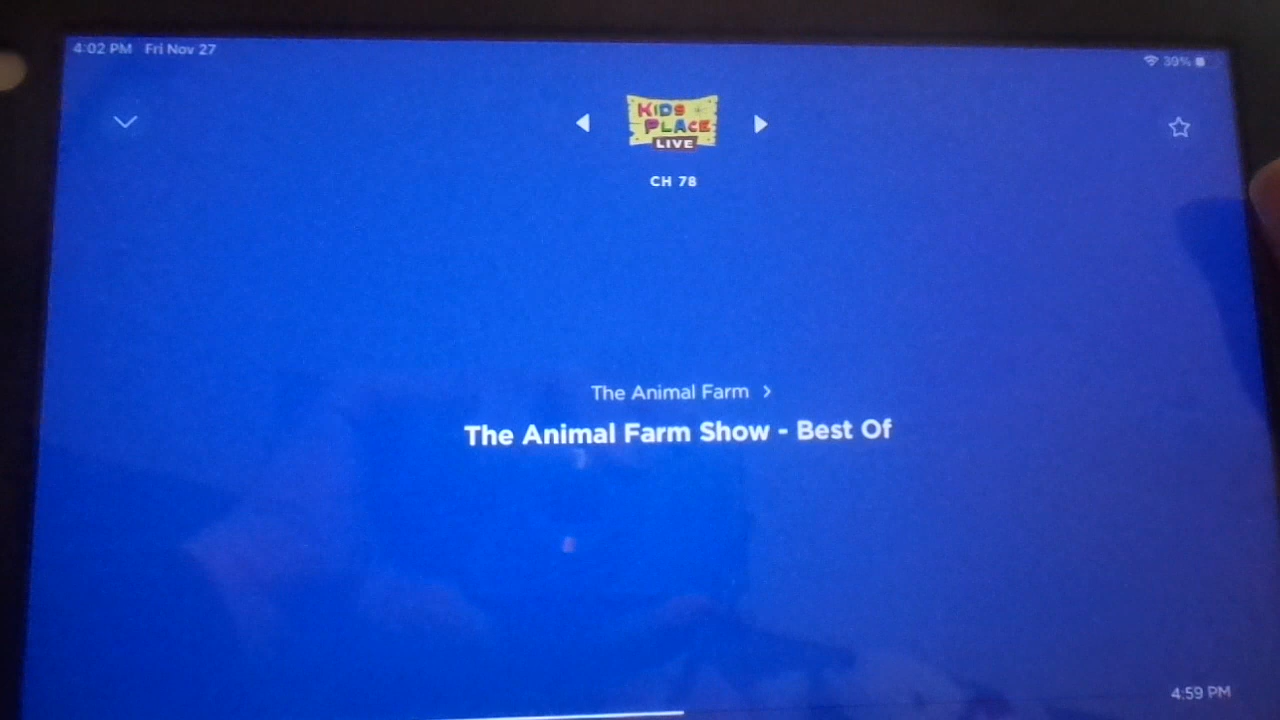 4:02 PM Fri Nov 27
39%
KIDS
PLACE
LIVE
CH 78
The Animal Farm >
The Animal Farm Show - Best Of
4:59 PM